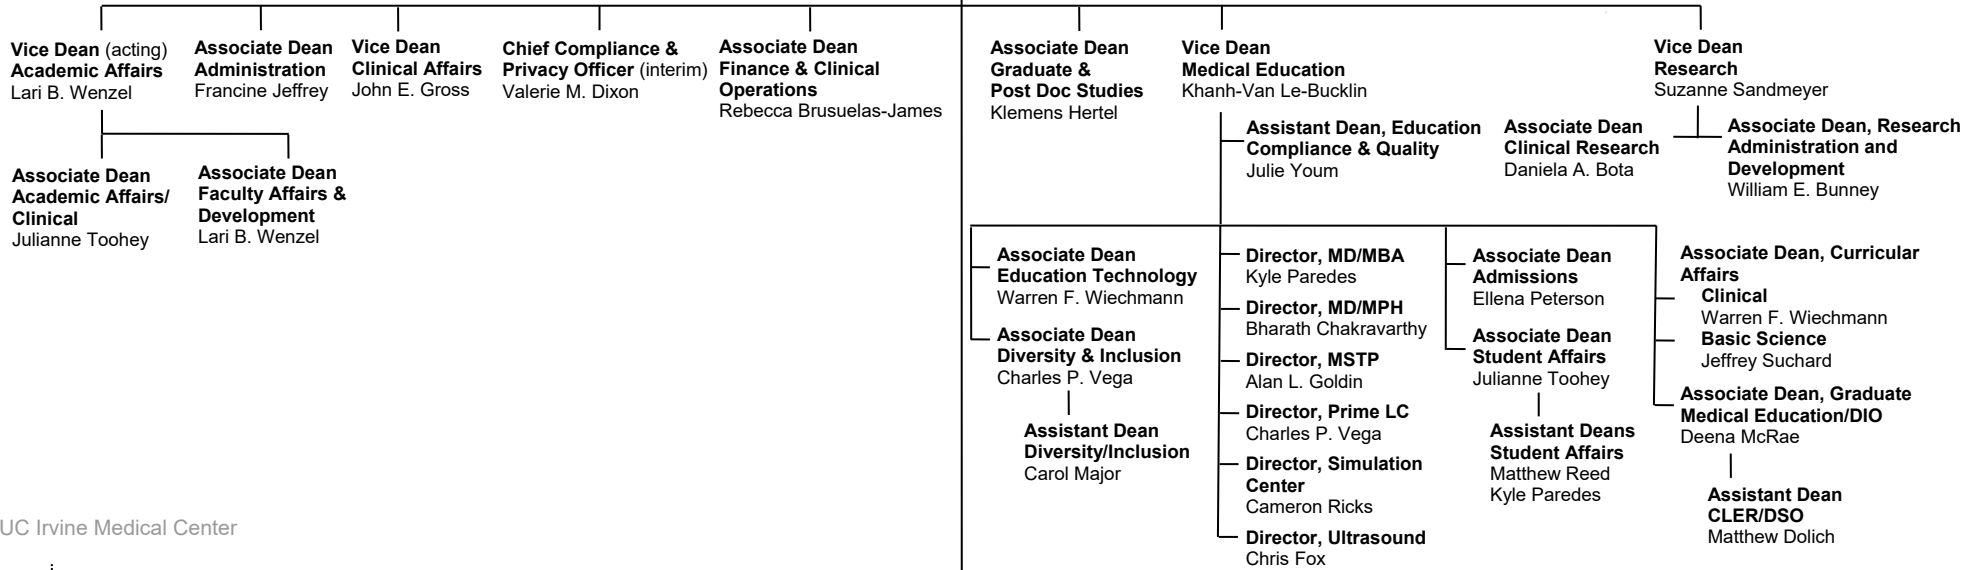 Vice Dean (acting)
Academic Affairs
Lari B. Wenzel
Associate Dean
Administration
Francine Jeffrey
Vice Dean
Clinical Affairs
John E. Gross
Chief Compliance &
Privacy Officer (interim)
Valerie M. Dixon
Associate Dean
Finance & Clinical
Operations
Rebecca Brusuelas-James
Associate Dean
Graduate &
Post Doc Studies
Klemens Hertel
Vice Dean
Medical Education
Khanh-Van Le-Bucklin
Vice Dean
Research
Suzanne Sandmeyer
Associate Dean
Academic Affairs/
Clinical
Julianne Toohey
Associate Dean
Faculty Affairs &
Development
Lari B. Wenzel
Assistant Dean, Education
Compliance & Quality
Julie Youm
Associate Dean
Clinical Research
Daniela A. Bota
Associate Dean, Research
Administration and
Development
William E. Bunney
Associate Dean
Education Technology
Warren F. Wiechmann
Associate Dean
Diversity & Inclusion
Charles P. Vega
Assistant Dean
Diversity/Inclusion
Carol Major
Director, MD/MBA
Kyle Paredes
Director, MD/MPH
Bharath Chakravarthy
Director, MSTP
Alan L. Goldin
Director, Prime LC
Charles P. Vega
Director, Simulation
Center
Cameron Ricks
Director, Ultrasound
Chris Fox
Associate Dean
Admissions
Ellena Peterson
Associate Dean
Student Affairs
Julianne Toohey
Assistant Deans
Student Affairs
Matthew Reed
Kyle Paredes
Associate Dean, Curricular
Affairs
Clinical
Warren F. Wiechmann
Basic Science
Jeffrey Suchard
Associate Dean, Graduate
Medical Education/DIO
Deena McRae
Assistant Dean
CLER/DSO
Matthew Dolich
UC Irvine Medical Center